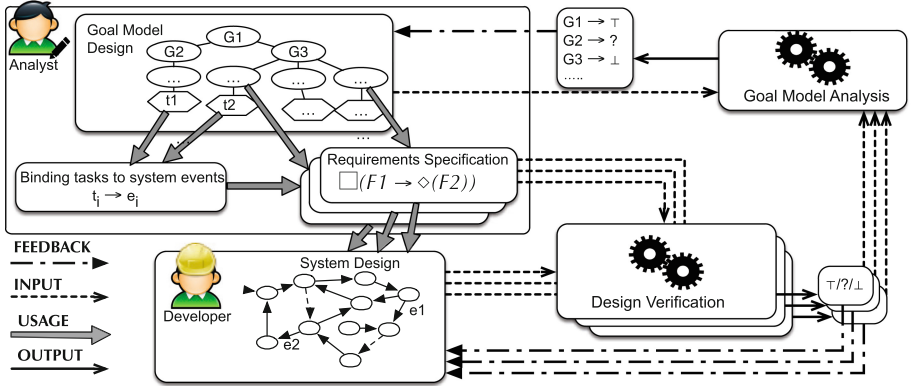 Analyst
Goal Model
Design
G1
G2
G3
...
...
...
...
t1
t2
...
...
...
...
G1 → ⊤
G2 → ?
G3 → ⊥
.....
Goal Model Analysis
Binding tasks to system events
ti → ei
Requirements Specification
□(F1 → ◇(F2))
FEEDBACK
INPUT
USAGE
OUTPUT
Developer
System Design
e1
e2
Design Verification
⊤/?/⊥